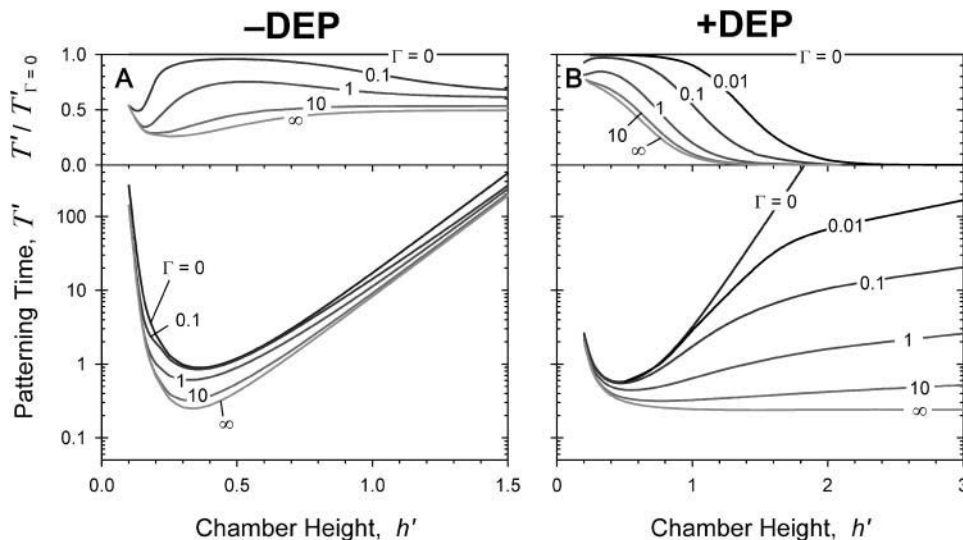 –DEP
+DEP
T′ / T′ Γ = 0
1.0
0.5
0.0
A
Γ = 0
0.1
1
10
∞
B
Γ = 0
0.01
0.1
1
10
∞
Patterning Time, T′
100
10
1
0.1
Γ = 0
0.1
1
10
∞
Γ = 0
0.01
0.1
1
10
∞
0.0
0.5
1.0
1.5
0
1
2
3
Chamber Height, h′
Chamber Height, h′